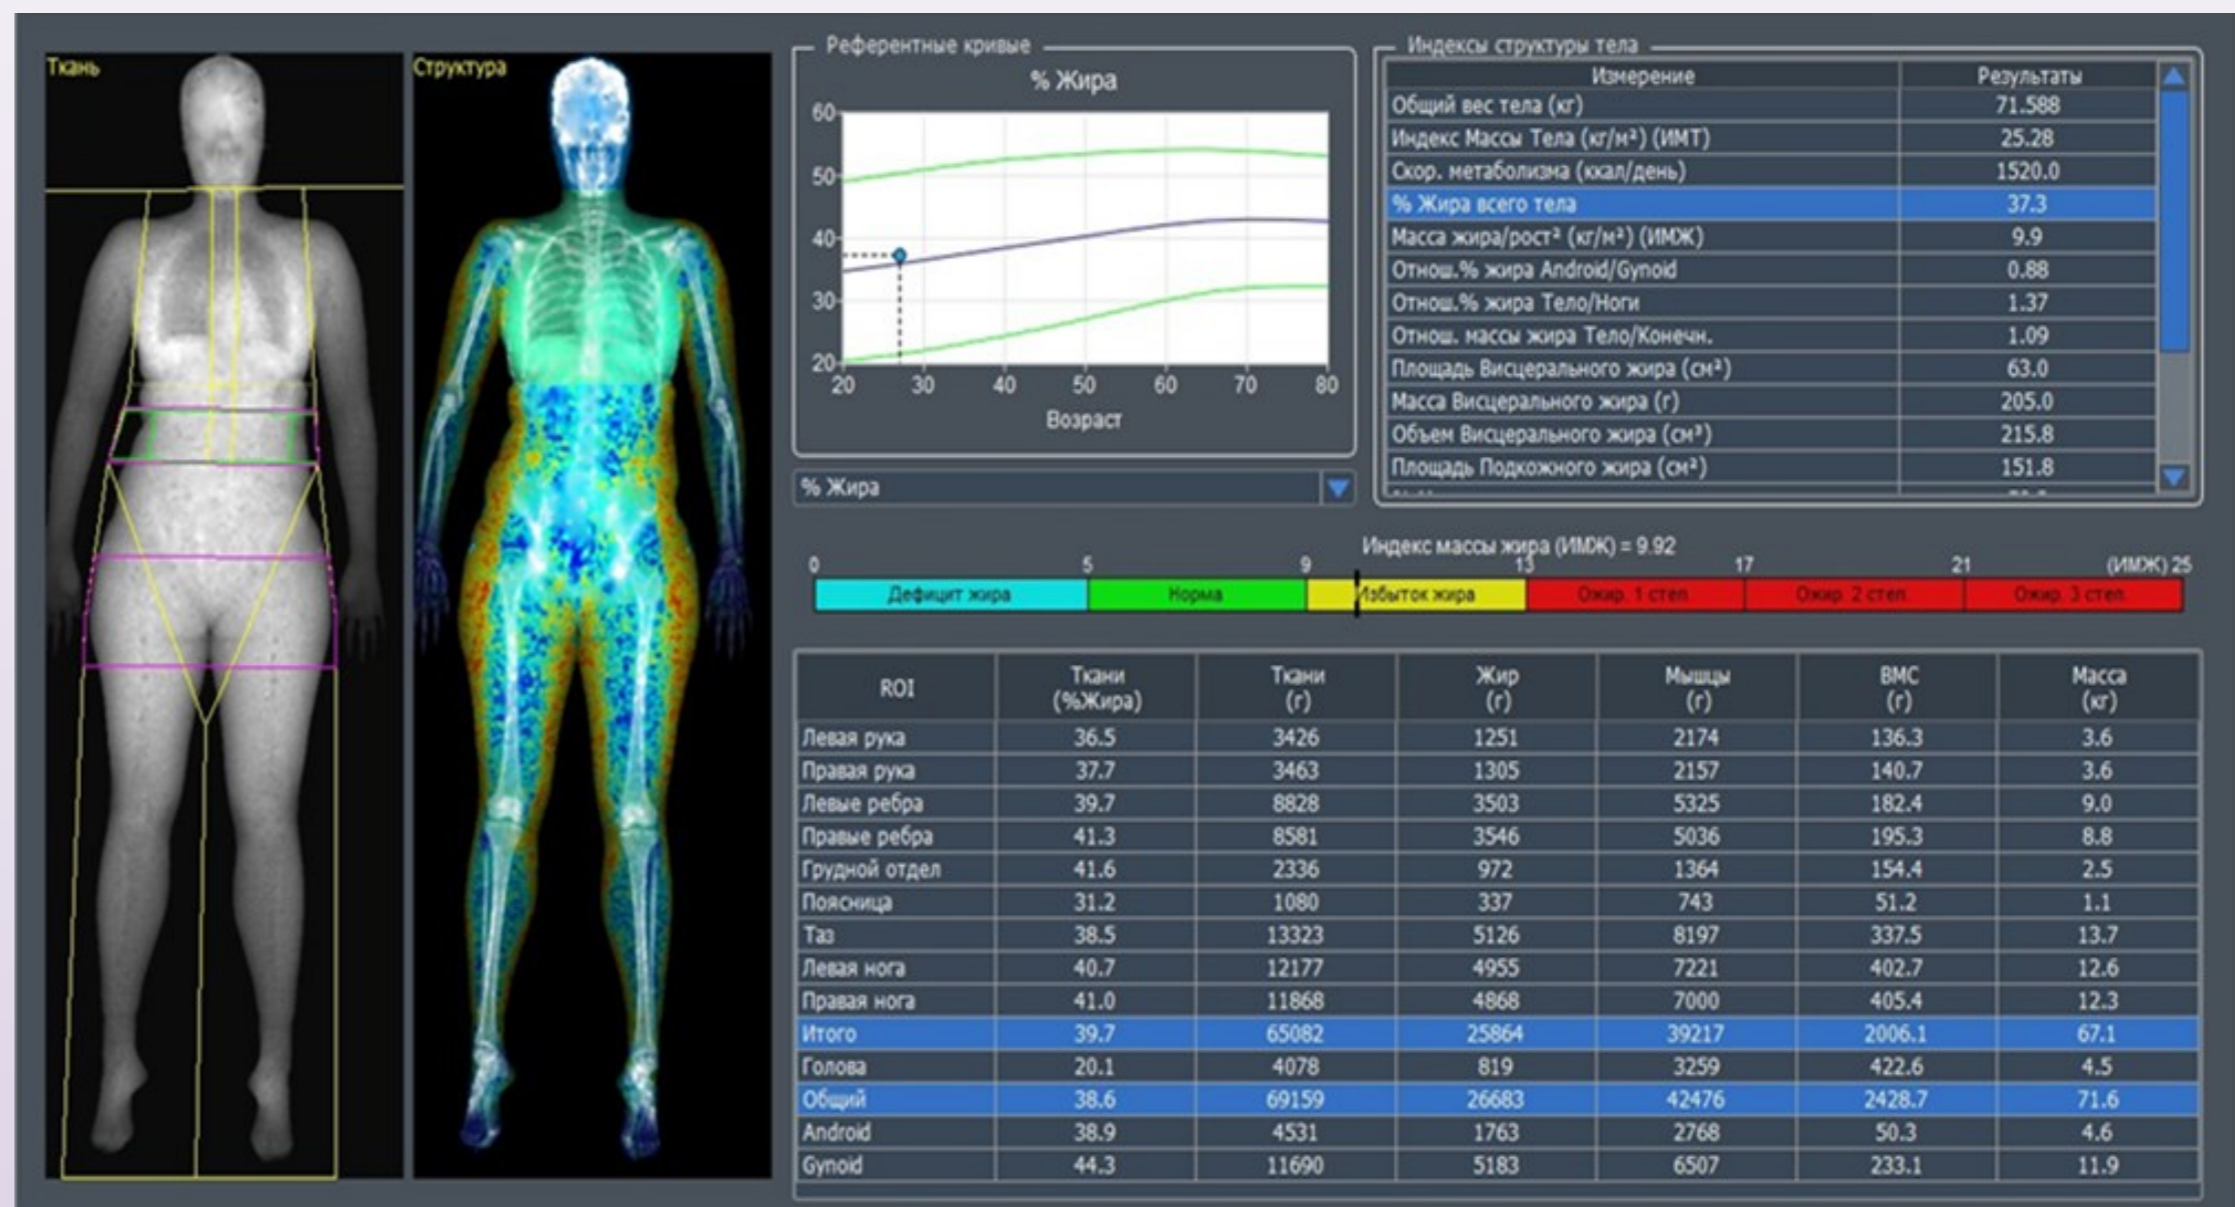 Ткань
Структура
Референтные кривые
% Жира
60
50
40
30
20
20 30 40 50 60 70 80
Возраст
% Жира
Индексы структуры тела
Измерение Результаты
Общий вес тела (кг) 71.588
Индекс Массы Тела (кг/м²) (ИМТ) 25.28
Скор. метаболизма (ккал/день) 1520.0
% Жира всего тела 37.3
Масса жира/рост² (кг/м²) (ИМЖ) 9.9
Отнош.% жира Android/Gynoid 0.88
Отнош.% жира Тело/Ноги 1.37
Отнош. массы жира Тело/Конечн. 1.09
Площадь Висцерального жира (см²) 63.0
Масса Висцерального жира (г) 205.0
Объем Висцерального жира (см³) 215.8
Площадь Подкожного жира (см²) 151.8
Индекс массы жира (ИМЖ) = 9.92
0 5 9 13 17 21 (ИМЖ) 25
Дефицит жира Норма Избыток жира Ожир. 1 степ. Ожир. 2 степ. Ожир. 3 степ.
ROI Ткани (%Жира) Ткани (г) Жир (г) Мышцы (г) BMC (г) Масса (кг)
Левая рука 36.5 3426 1251 2174 136.3 3.6
Правая рука 37.7 3463 1305 2157 140.7 3.6
Левые ребра 39.7 8828 3503 5325 182.4 9.0
Правые ребра 41.3 8581 3546 5036 195.3 8.8
Грудной отдел 41.6 2336 972 1364 154.4 2.5
Поясница 31.2 1080 337 743 51.2 1.1
Таз 38.5 13323 5126 8197 337.5 13.7
Левая нога 40.7 12177 4955 7221 402.7 12.6
Правая нога 41.0 11868 4868 7000 405.4 12.3
Итого 39.7 65082 25864 39217 2006.1 67.1
Голова 20.1 4078 819 3259 422.6 4.5
Общий 38.6 69159 26683 42476 2428.7 71.6
Android 38.9 4531 1763 2768 50.3 4.6
Gynoid 44.3 11690 5183 6507 233.1 11.9